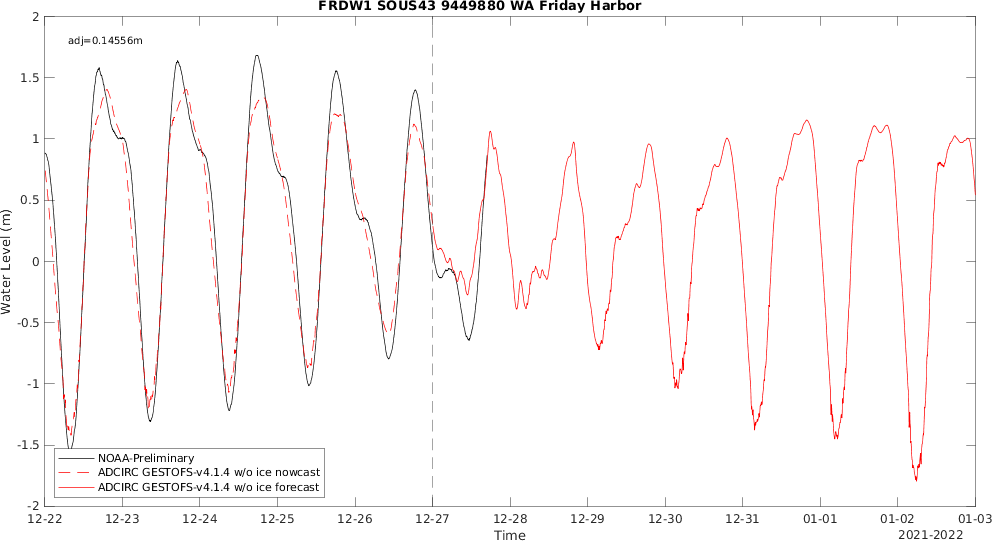 FRDW1 SOUS43 9449880 WA Friday Harbor
adj=0.14556m
2
1.5
1
0.5
0
-0.5
-1
-1.5
-2
Water Level (m)
NOAA-Preliminary
ADCIRC GESTOFS-v4.1.4 w/o ice nowcast
ADCIRC GESTOFS-v4.1.4 w/o ice forecast
12-22 12-23 12-24 12-25 12-26 12-27 12-28 12-29 12-30 12-31 01-01 01-02 01-03
Time
2021-2022